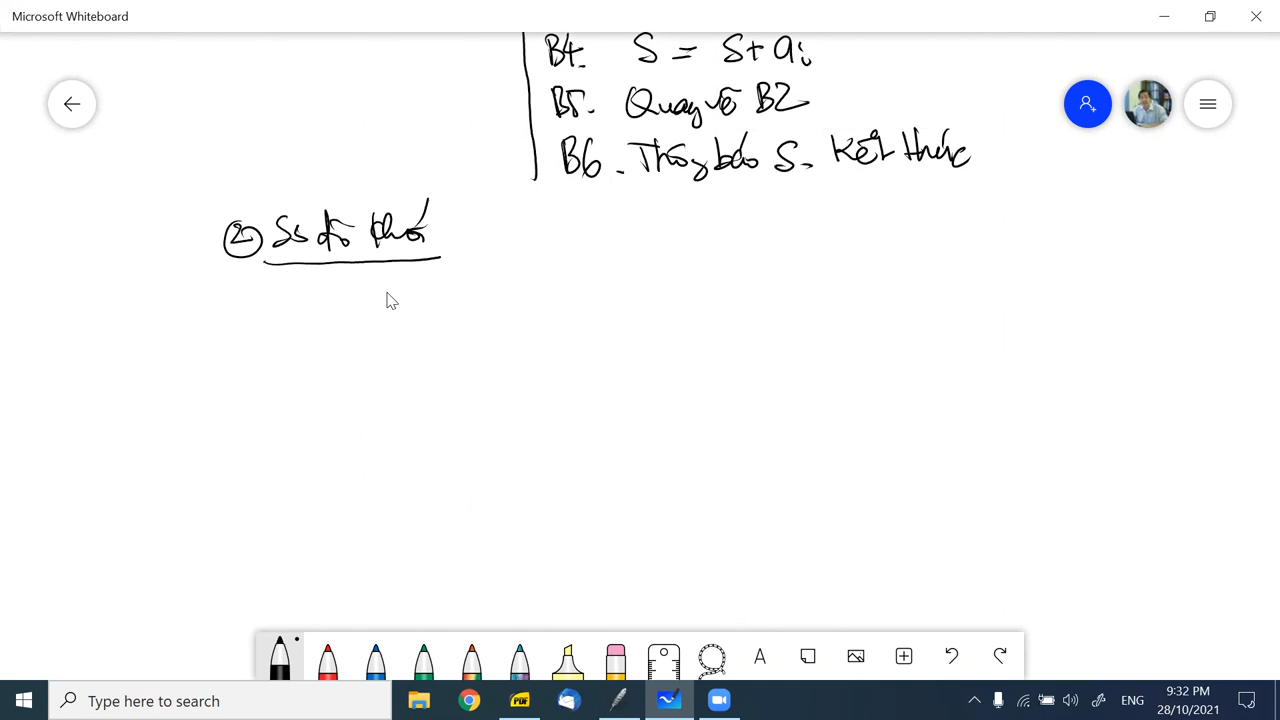 Microsoft Whiteboard
B4. S = S + ai
B5. Quay về B2
B6. Thông báo S. Kết thúc
② Sơ đồ khối
A
Type here to search
PDF
ENG
9:32 PM
28/10/2021